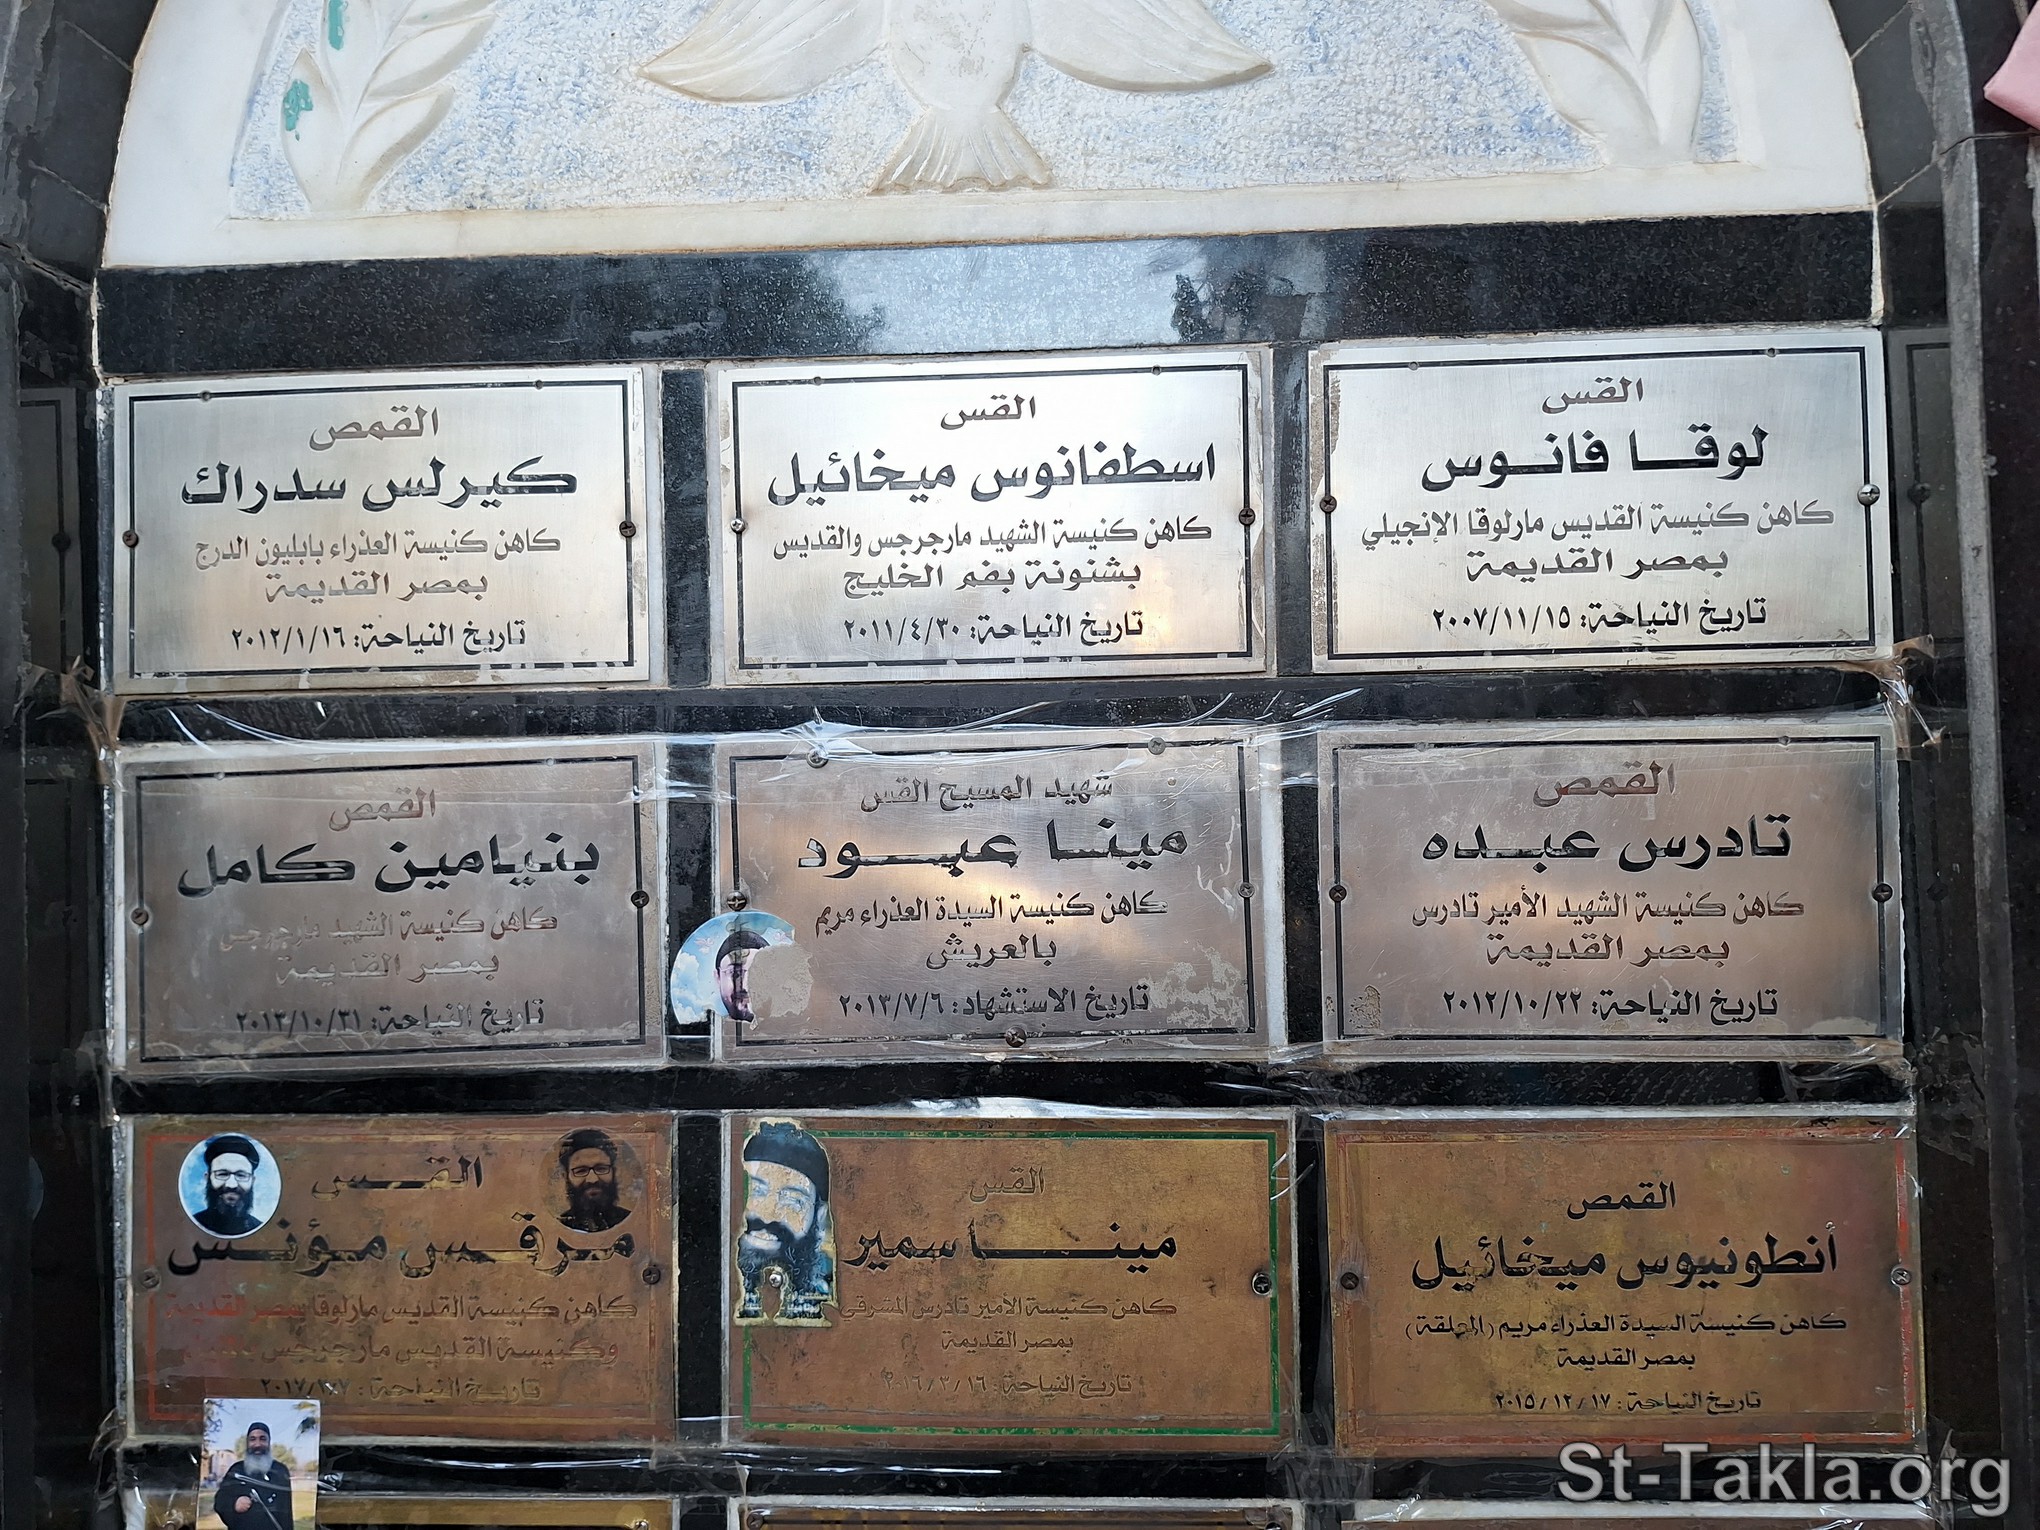 القس
لوقا فانوس
كاهن كنيسة القديس مارلوقا الإنجيلي
بمصر القديمة
تاريخ النياحة: ٢٠٠٧/١١/١٥
القس
اسطفانوس ميخائيل
كاهن كنيسة الشهيد مارجرجس والقديس
بشنونة بفم الخليج
تاريخ النياحة: ٢٠١١/٤/٣٠
القمص
كيرلس سدراك
كاهن كنيسة العذراء بابليون الدرج
بمصر القديمة
تاريخ النياحة: ٢٠١٢/١/١٦
القمص
تادرس عبده
كاهن كنيسة الشهيد الأمير تادرس
بمصر القديمة
تاريخ النياحة: ٢٠١٢/١٠/٢٢
شهيد المسيح القس
مينا عبود
كاهن كنيسة السيدة العذراء مريم
بالعريش
تاريخ الاستشهاد: ٢٠١٣/٧/٦
القمص
بنيامين كامل
كاهن كنيسة الشهيد مارجرجس
بمصر القديمة
تاريخ النياحة: ٢٠١٣/١٠/٣١
القمص
أنطونيوس ميخائيل
كاهن كنيسة السيدة العذراء مريم (المعلقة)
بمصر القديمة
تاريخ النياحة: ٢٠١٥/١٢/١٧
القس
مينا سمير
كاهن كنيسة الامير تادرس المشرقي
بمصر القديمة
تاريخ النياحة: ٢٠١٦/٣/١٦
القس
مرقس مؤنس
كاهن كنيسة القديس مارلوقا بمصر القديمة
وكنيسة القديس مارجرجس
تاريخ النياحة:
St-Takla.org